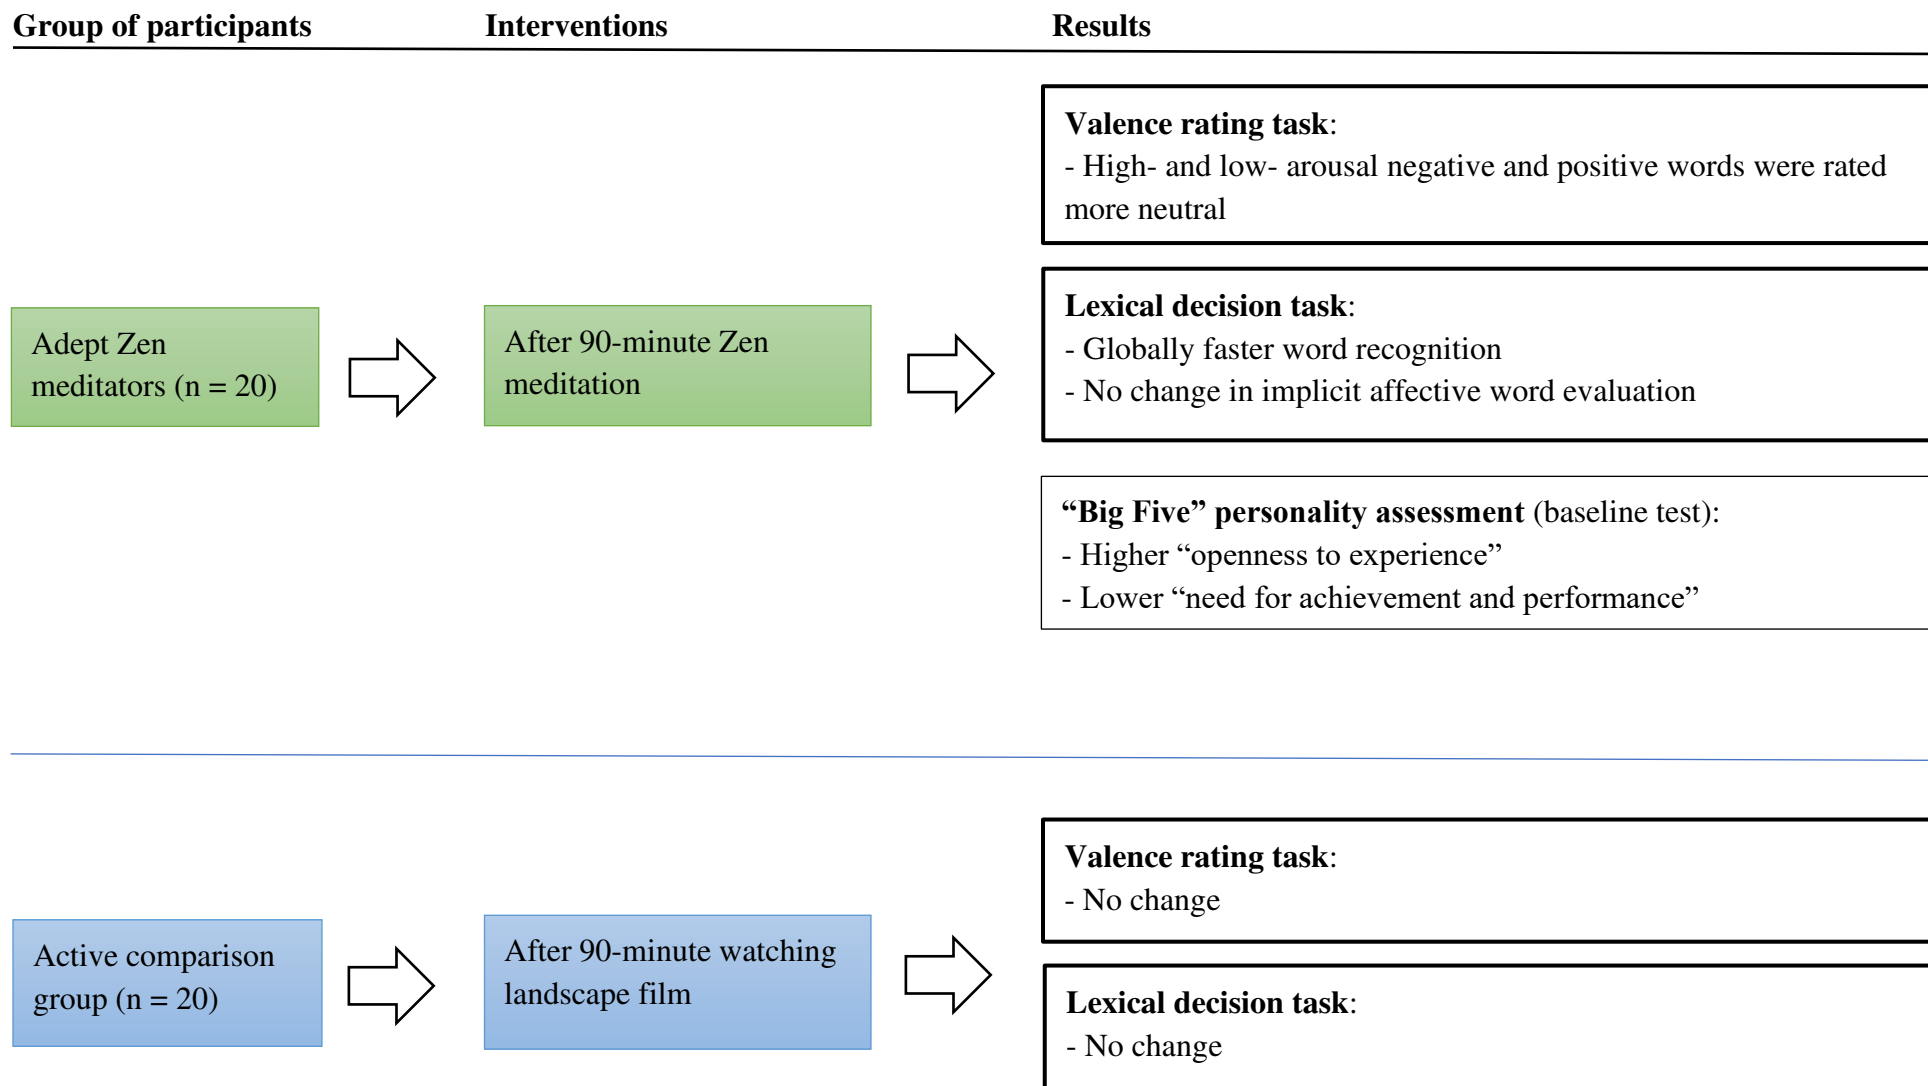 Group of participants Interventions Results
Adept Zen
meditators (n = 20)
After 90-minute Zen
meditation
Valence rating task:
- High- and low- arousal negative and positive words were rated
more neutral
Lexical decision task:
- Globally faster word recognition
- No change in implicit affective word evaluation
“Big Five” personality assessment (baseline test):
- Higher “openness to experience”
- Lower “need for achievement and performance”
Active comparison
group (n = 20)
After 90-minute watching
landscape film
Valence rating task:
- No change
Lexical decision task:
- No change